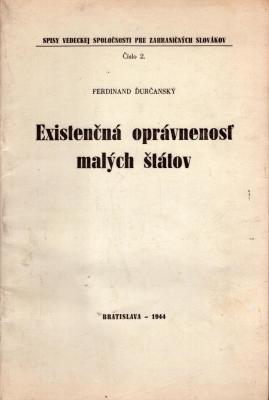 SPISY VEDECKEJ SPOLOČNOSTI PRE ZAHRANIČNÝCH SLOVÁKOV
Číslo 2.
FERDINAND ĎURČANSKÝ
Existenčná oprávnenosť
malých štátov
BRATISLAVA – 1944